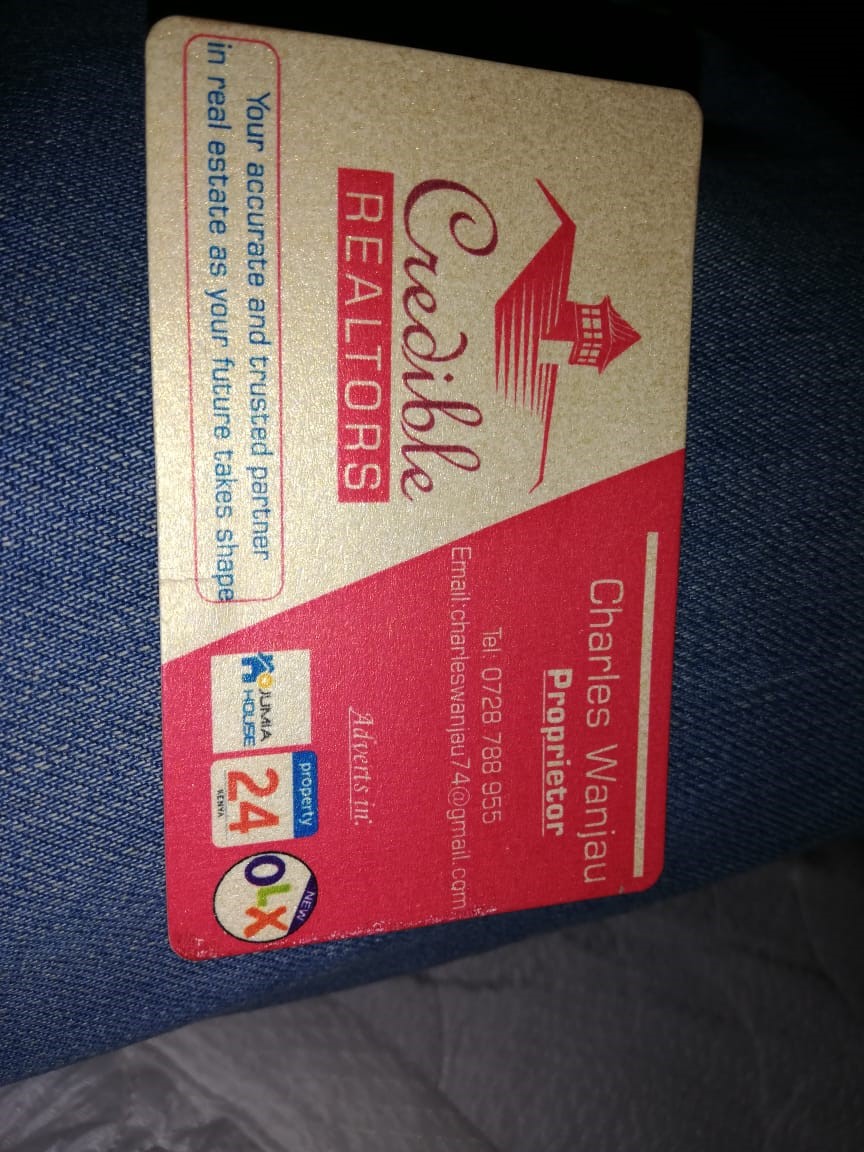 Credible
REALTORS
Your accurate and trusted partner
in real estate as your future takes shape
Charles Wanjau
Proprietor
Tel: 0728 788 955
Email:charleswanjau74@gmail.com
Adverts in:
JUMIA
HOUSE
property
24
KENYA
NEW
OLX